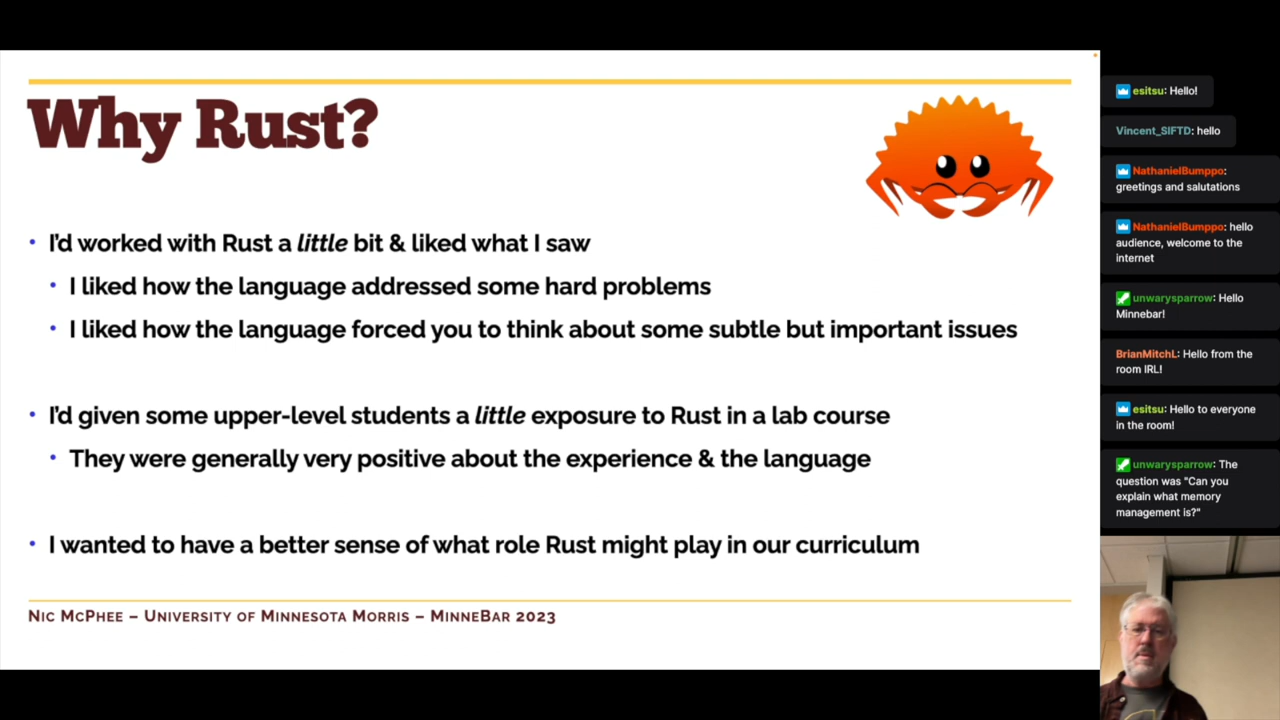 Why Rust?
• I'd worked with Rust a little bit & liked what I saw
• I liked how the language addressed some hard problems
• I liked how the language forced you to think about some subtle but important issues
• I'd given some upper-level students a little exposure to Rust in a lab course
• They were generally very positive about the experience & the language
• I wanted to have a better sense of what role Rust might play in our curriculum
NIC MCPHEE – UNIVERSITY OF MINNESOTA MORRIS – MINNEBAR 2023
esitsu: Hello!
Vincent_SIFTD: hello
NathanielBumppo:
greetings and salutations
NathanielBumppo: hello
audience, welcome to the
internet
unwarysparrow: Hello
Minnebar!
BrianMitchL: Hello from the
room IRL!
esitsu: Hello to everyone
in the room!
unwarysparrow: The
question was "Can you
explain what memory
management is?"